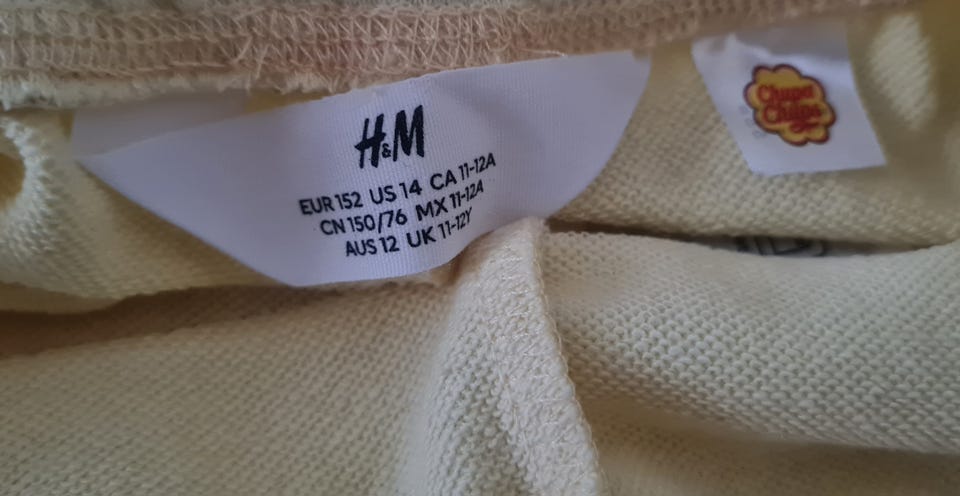 H&M
EUR 152 US 14 CA 11-12A
CN 150/76 MX 11-12A
AUS 12 UK 11-12Y
Chupa
Chups